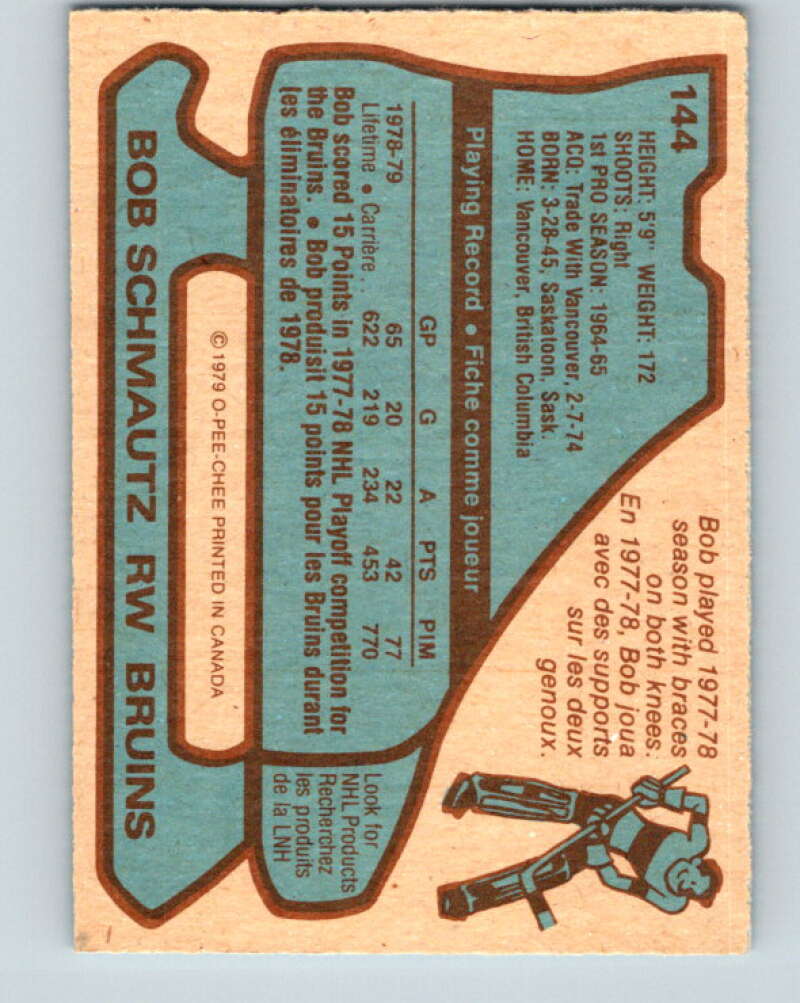 144
HEIGHT: 5'9" WEIGHT: 172
SHOOTS: Right
1st PRO SEASON: 1964-65
ACQ: Trade With Vancouver, 2-7-74
BORN: 3-28-45, Saskatoon, Sask.
HOME: Vancouver, British Columbia
Bob played 1977-78
season with braces
on both knees.
En 1977-78, Bob joua
avec des supports
sur les deux
genoux.
Playing Record • Fiche comme joueur
GP G A PTS PIM
1978-79 65 20 22 42 77
Lifetime • Carrière . . 622 219 234 453 770
Bob scored 15 Points in 1977-78 NHL Playoff competition for
the Bruins. • Bob produisit 15 points pour les Bruins durant
les éliminatoires de 1978.
Look for
NHL Products
Recherchez
les produits
de la LNH
© 1979 O-PEE-CHEE PRINTED IN CANADA
BOB SCHMAUTZ RW BRUINS